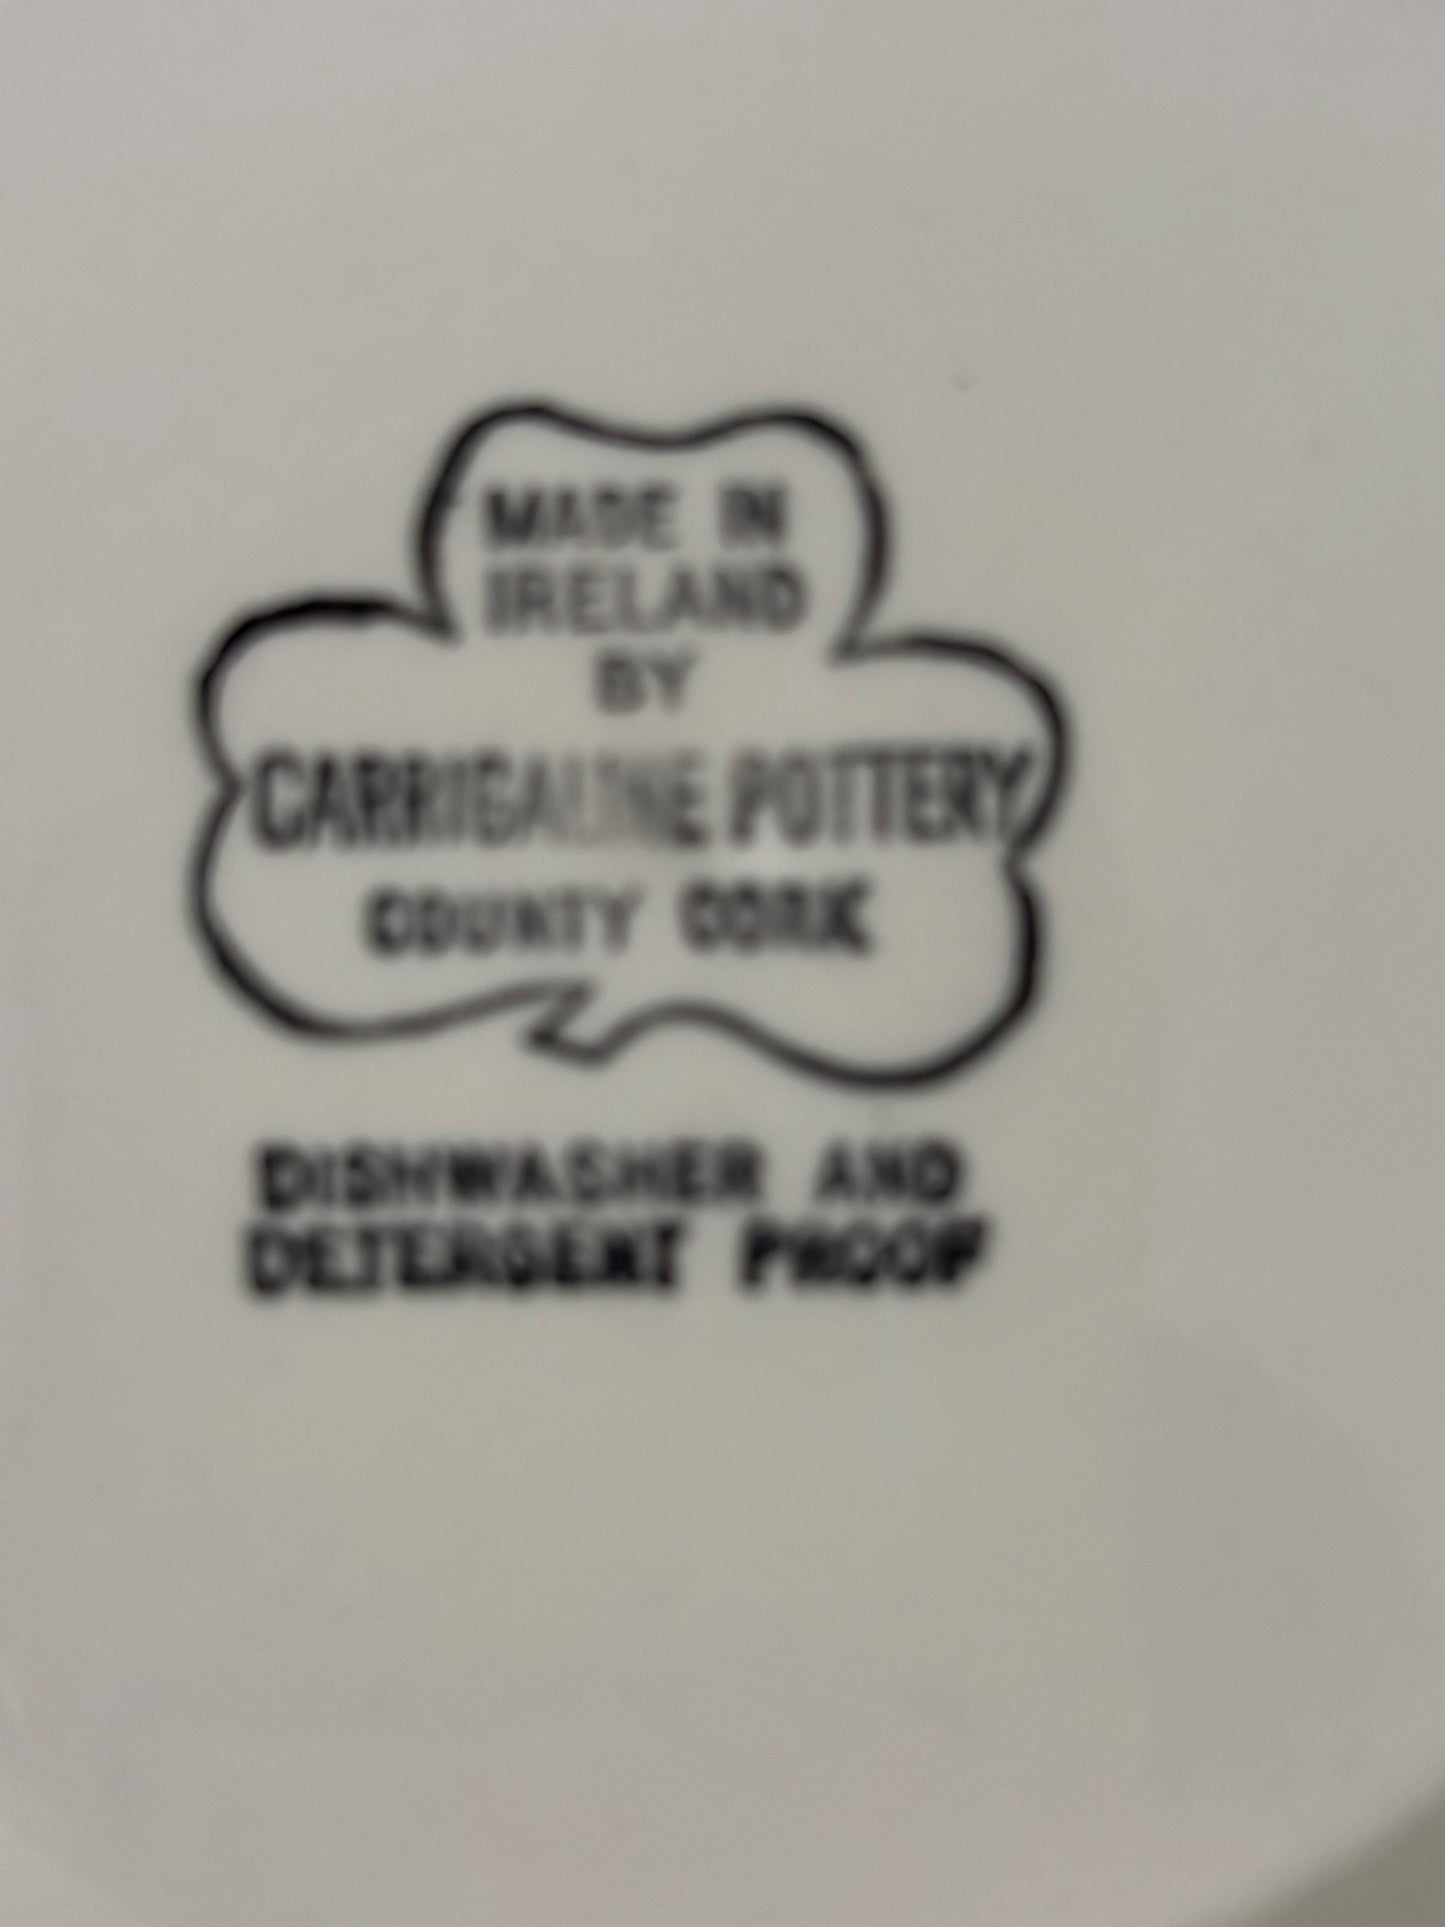 MADE IN
IRELAND
BY
CARRIGALINE POTTERY
COUNTY CORK
DISHWASHER AND
DETERGENT PROOF